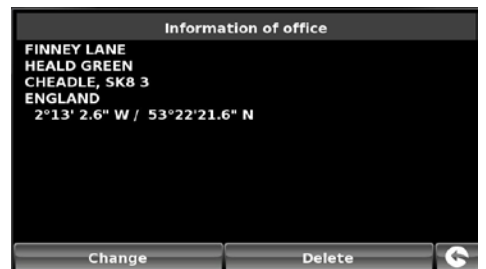 Information of office
FINNEY LANE
HEALD GREEN
CHEADLE, SK8 3
ENGLAND
2°13' 2.6" W / 53°22'21.6" N
Change Delete